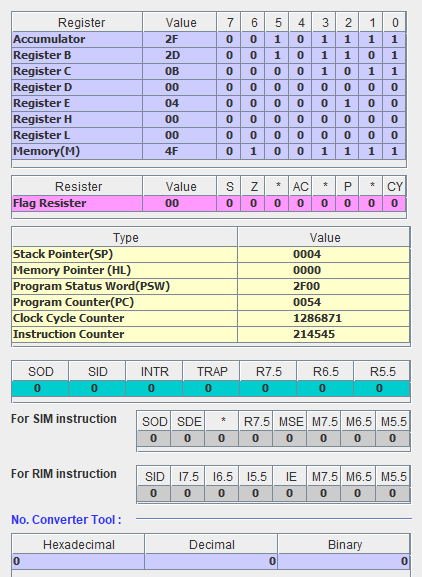 Register Value 7 6 5 4 3 2 1 0
Accumulator 2F 0 0 1 0 1 1 1 1
Register B 2D 0 0 1 0 1 1 0 1
Register C 0B 0 0 0 0 1 0 1 1
Register D 00 0 0 0 0 0 0 0 0
Register E 04 0 0 0 0 0 1 0 0
Register H 00 0 0 0 0 0 0 0 0
Register L 00 0 0 0 0 0 0 0 0
Memory(M) 4F 0 1 0 0 1 1 1 1
Resister Value S Z * AC * P * CY
Flag Resister 00 0 0 0 0 0 0 0 0
Type Value
Stack Pointer(SP) 0004
Memory Pointer (HL) 0000
Program Status Word(PSW) 2F00
Program Counter(PC) 0054
Clock Cycle Counter 1286871
Instruction Counter 214545
SOD SID INTR TRAP R7.5 R6.5 R5.5
0 0 0 0 0 0 0
For SIM instruction SOD SDE * R7.5 MSE M7.5 M6.5 M5.5
0 0 0 0 0 0 0 0
For RIM instruction SID I7.5 I6.5 I5.5 IE M7.5 M6.5 M5.5
0 0 0 0 0 0 0 0
No. Converter Tool :
Hexadecimal Decimal Binary
0 0 0